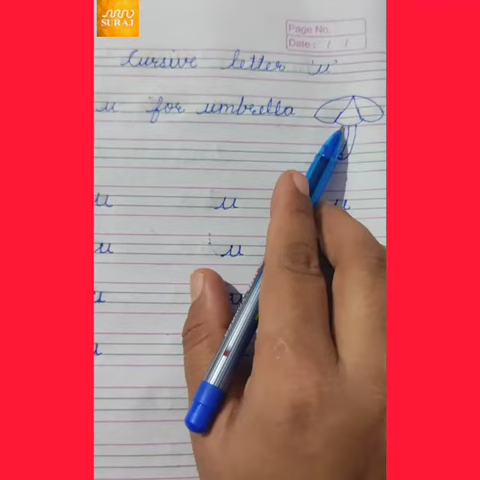 SURAJ
Page No.
Date : / /
Cursive letter 'u'
u for umbrella
u u u
u u
u u
u